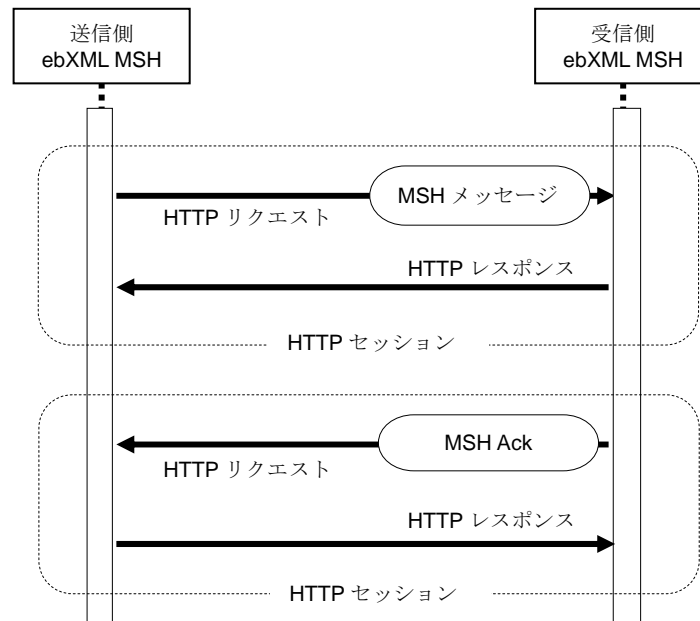 送信側
ebXML MSH
受信側
ebXML MSH
MSH メッセージ
HTTP リクエスト
HTTP レスポンス
HTTP セッション
MSH Ack
HTTP リクエスト
HTTP レスポンス
HTTP セッション